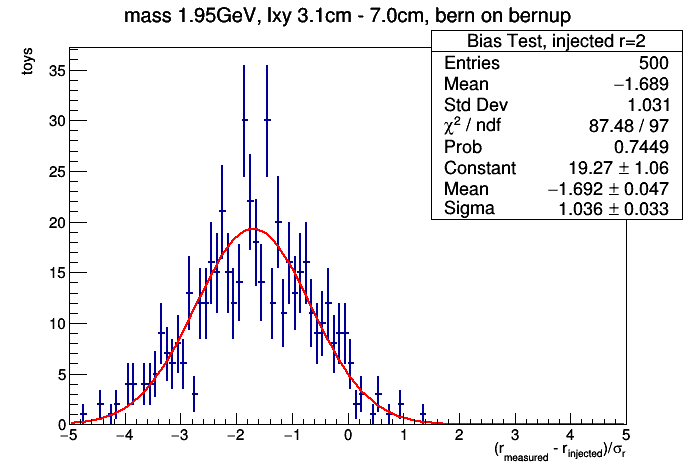 mass 1.95GeV, lxy 3.1cm - 7.0cm, bern on bernup
Bias Test, injected r=2
Entries 500
Mean −1.689
Std Dev 1.031
χ² / ndf 87.48 / 97
Prob 0.7449
Constant 19.27 ± 1.06
Mean −1.692 ± 0.047
Sigma 1.036 ± 0.033
toys
35
30
25
20
15
10
5
0
−5 −4 −3 −2 −1 0 1 2 3 4 5
(r_measured - r_injected)/σ_r